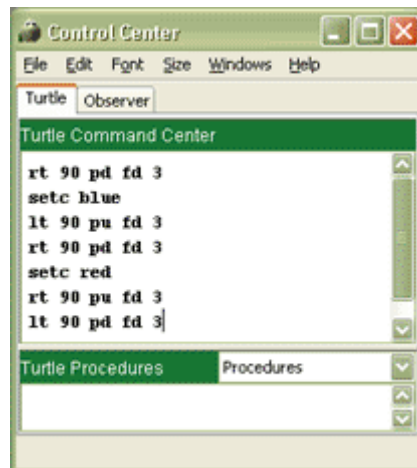 Control Center
File Edit Font Size Windows Help
Turtle Observer
Turtle Command Center
rt 90 pd fd 3
setc blue
lt 90 pu fd 3
rt 90 pd fd 3
setc red
rt 90 pu fd 3
lt 90 pd fd 3
Turtle Procedures Procedures